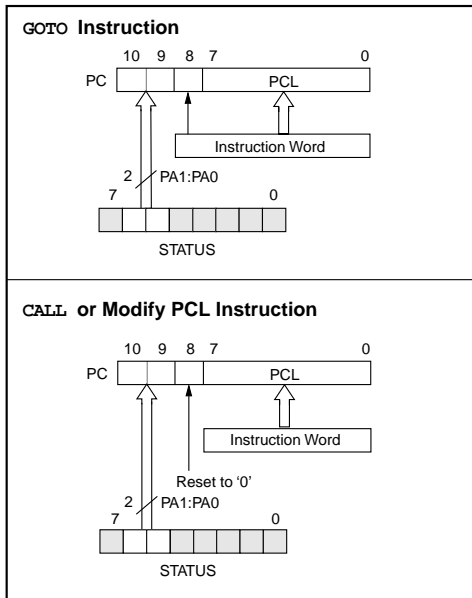 GOTO Instruction
10 9 8 7 0
PC PCL
Instruction Word
2 PA1:PA0
7 0
STATUS
CALL or Modify PCL Instruction
10 9 8 7 0
PC PCL
Instruction Word
Reset to ‘0’
2 PA1:PA0
7 0
STATUS